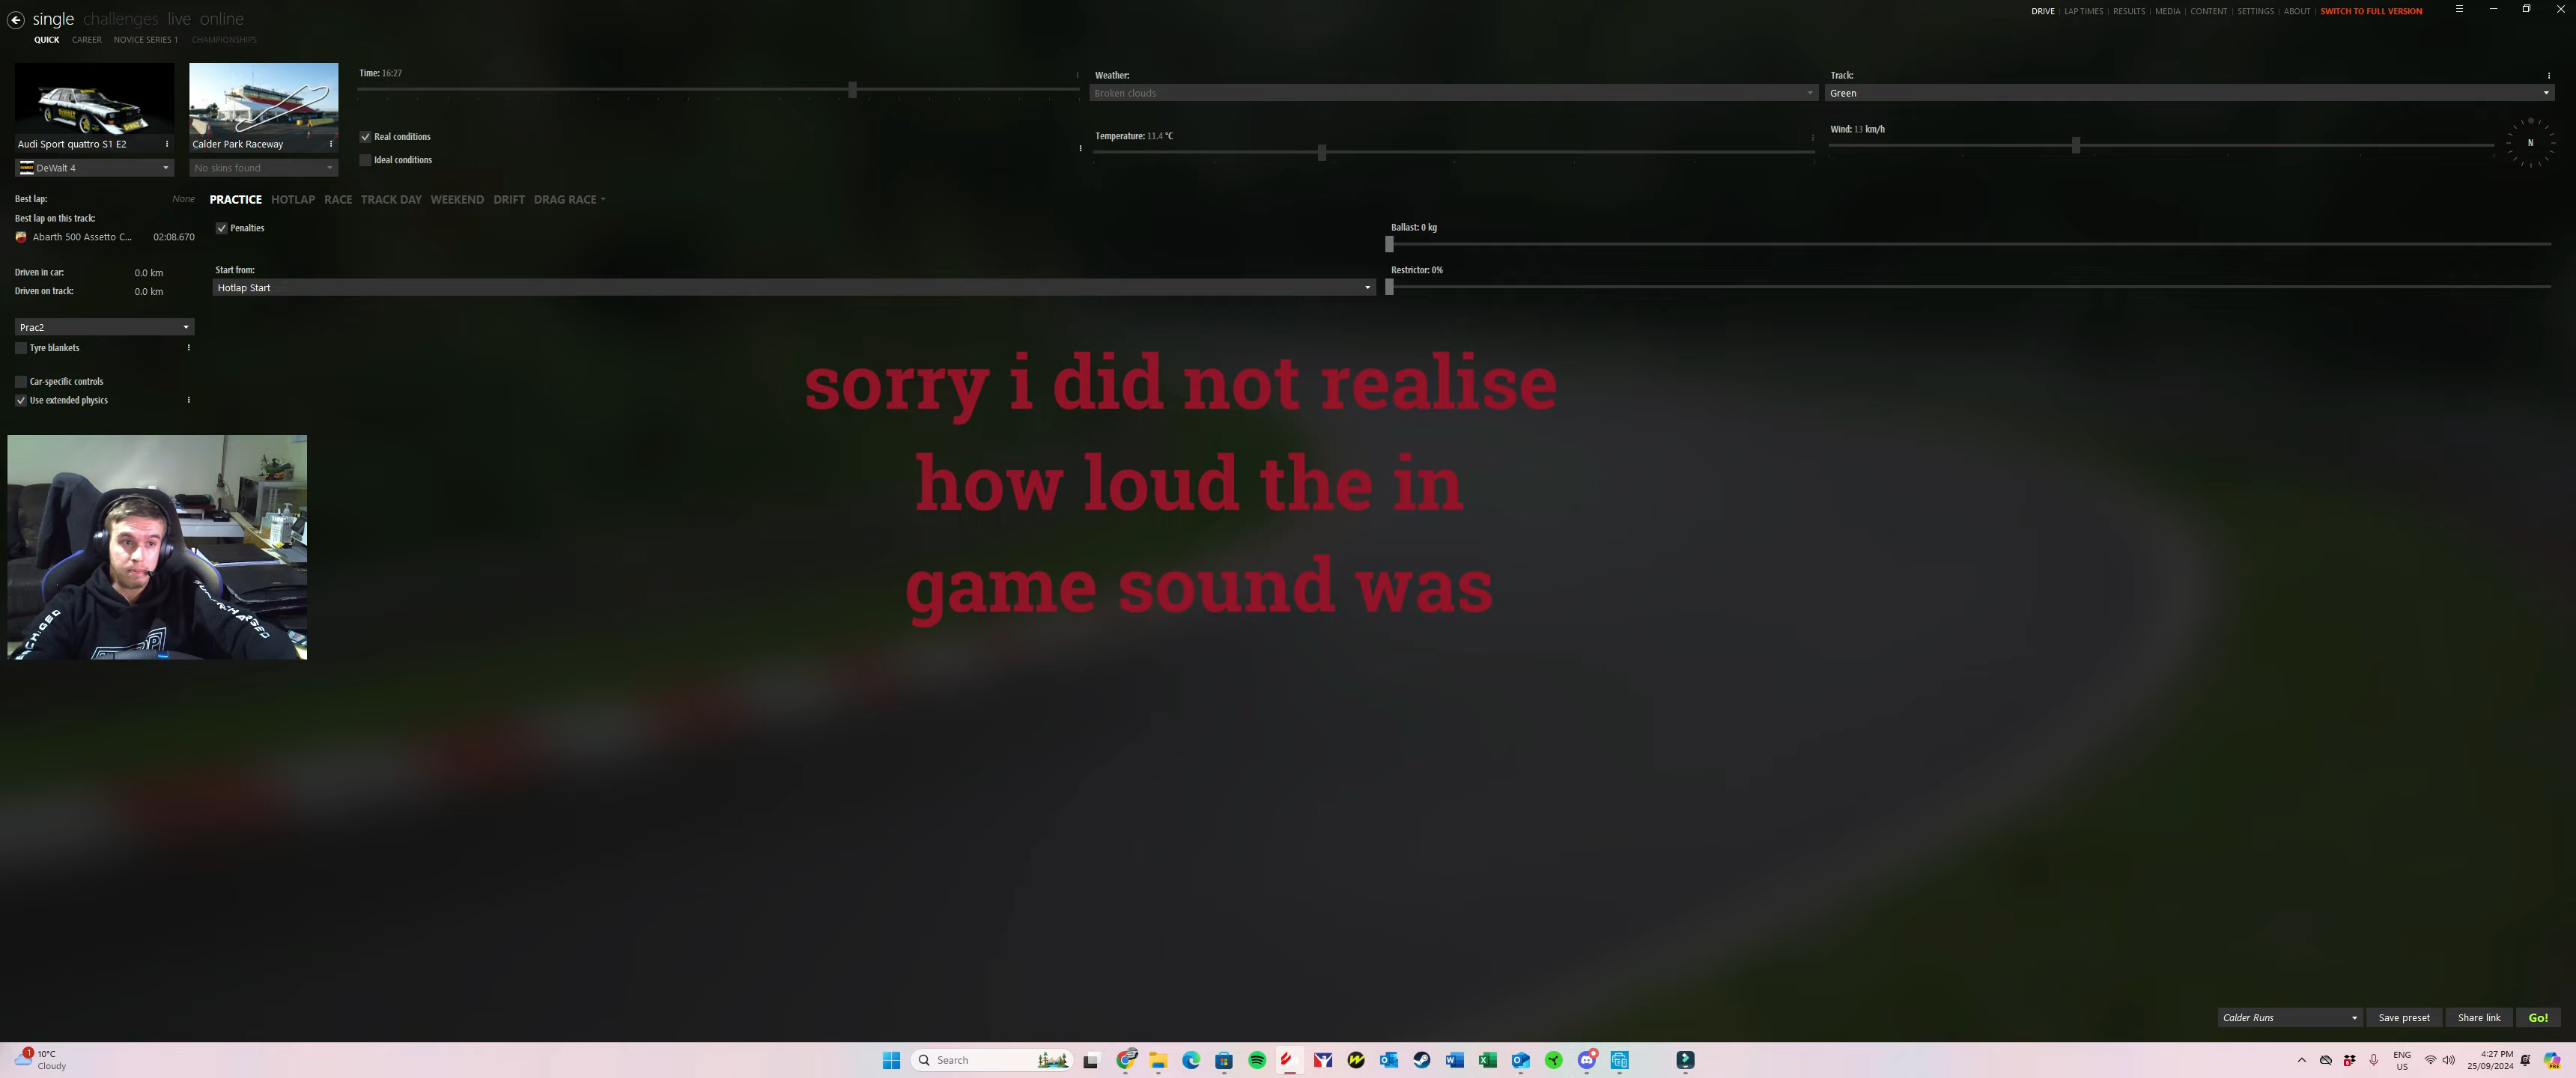 single challenges live online
DRIVE | LAP TIMES | RESULTS | MEDIA | CONTENT | SETTINGS | ABOUT | SWITCH TO FULL VERSION
QUICK CAREER NOVICE SERIES 1 CHAMPIONSHIPS
Audi Sport quattro S1 E2
DeWalt 4
Calder Park Raceway
No skins found
Time: 16:27
Real conditions
Ideal conditions
Weather:
Broken clouds
Temperature: 11.4 °C
Track:
Green
Wind: 13 km/h
N
Best lap: None
Best lap on this track:
Abarth 500 Assetto C... 02:08.670
Driven in car: 0.0 km
Driven on track: 0.0 km
Prac2
Tyre blankets
Car-specific controls
Use extended physics
PRACTICE HOTLAP RACE TRACK DAY WEEKEND DRIFT DRAG RACE
Penalties
Start from:
Hotlap Start
Ballast: 0 kg
Restrictor: 0%
sorry i did not realise
how loud the in
game sound was
Calder Runs Save preset Share link Go!
1
10°C
Cloudy
Search
ENG
US
4:27 PM
25/09/2024